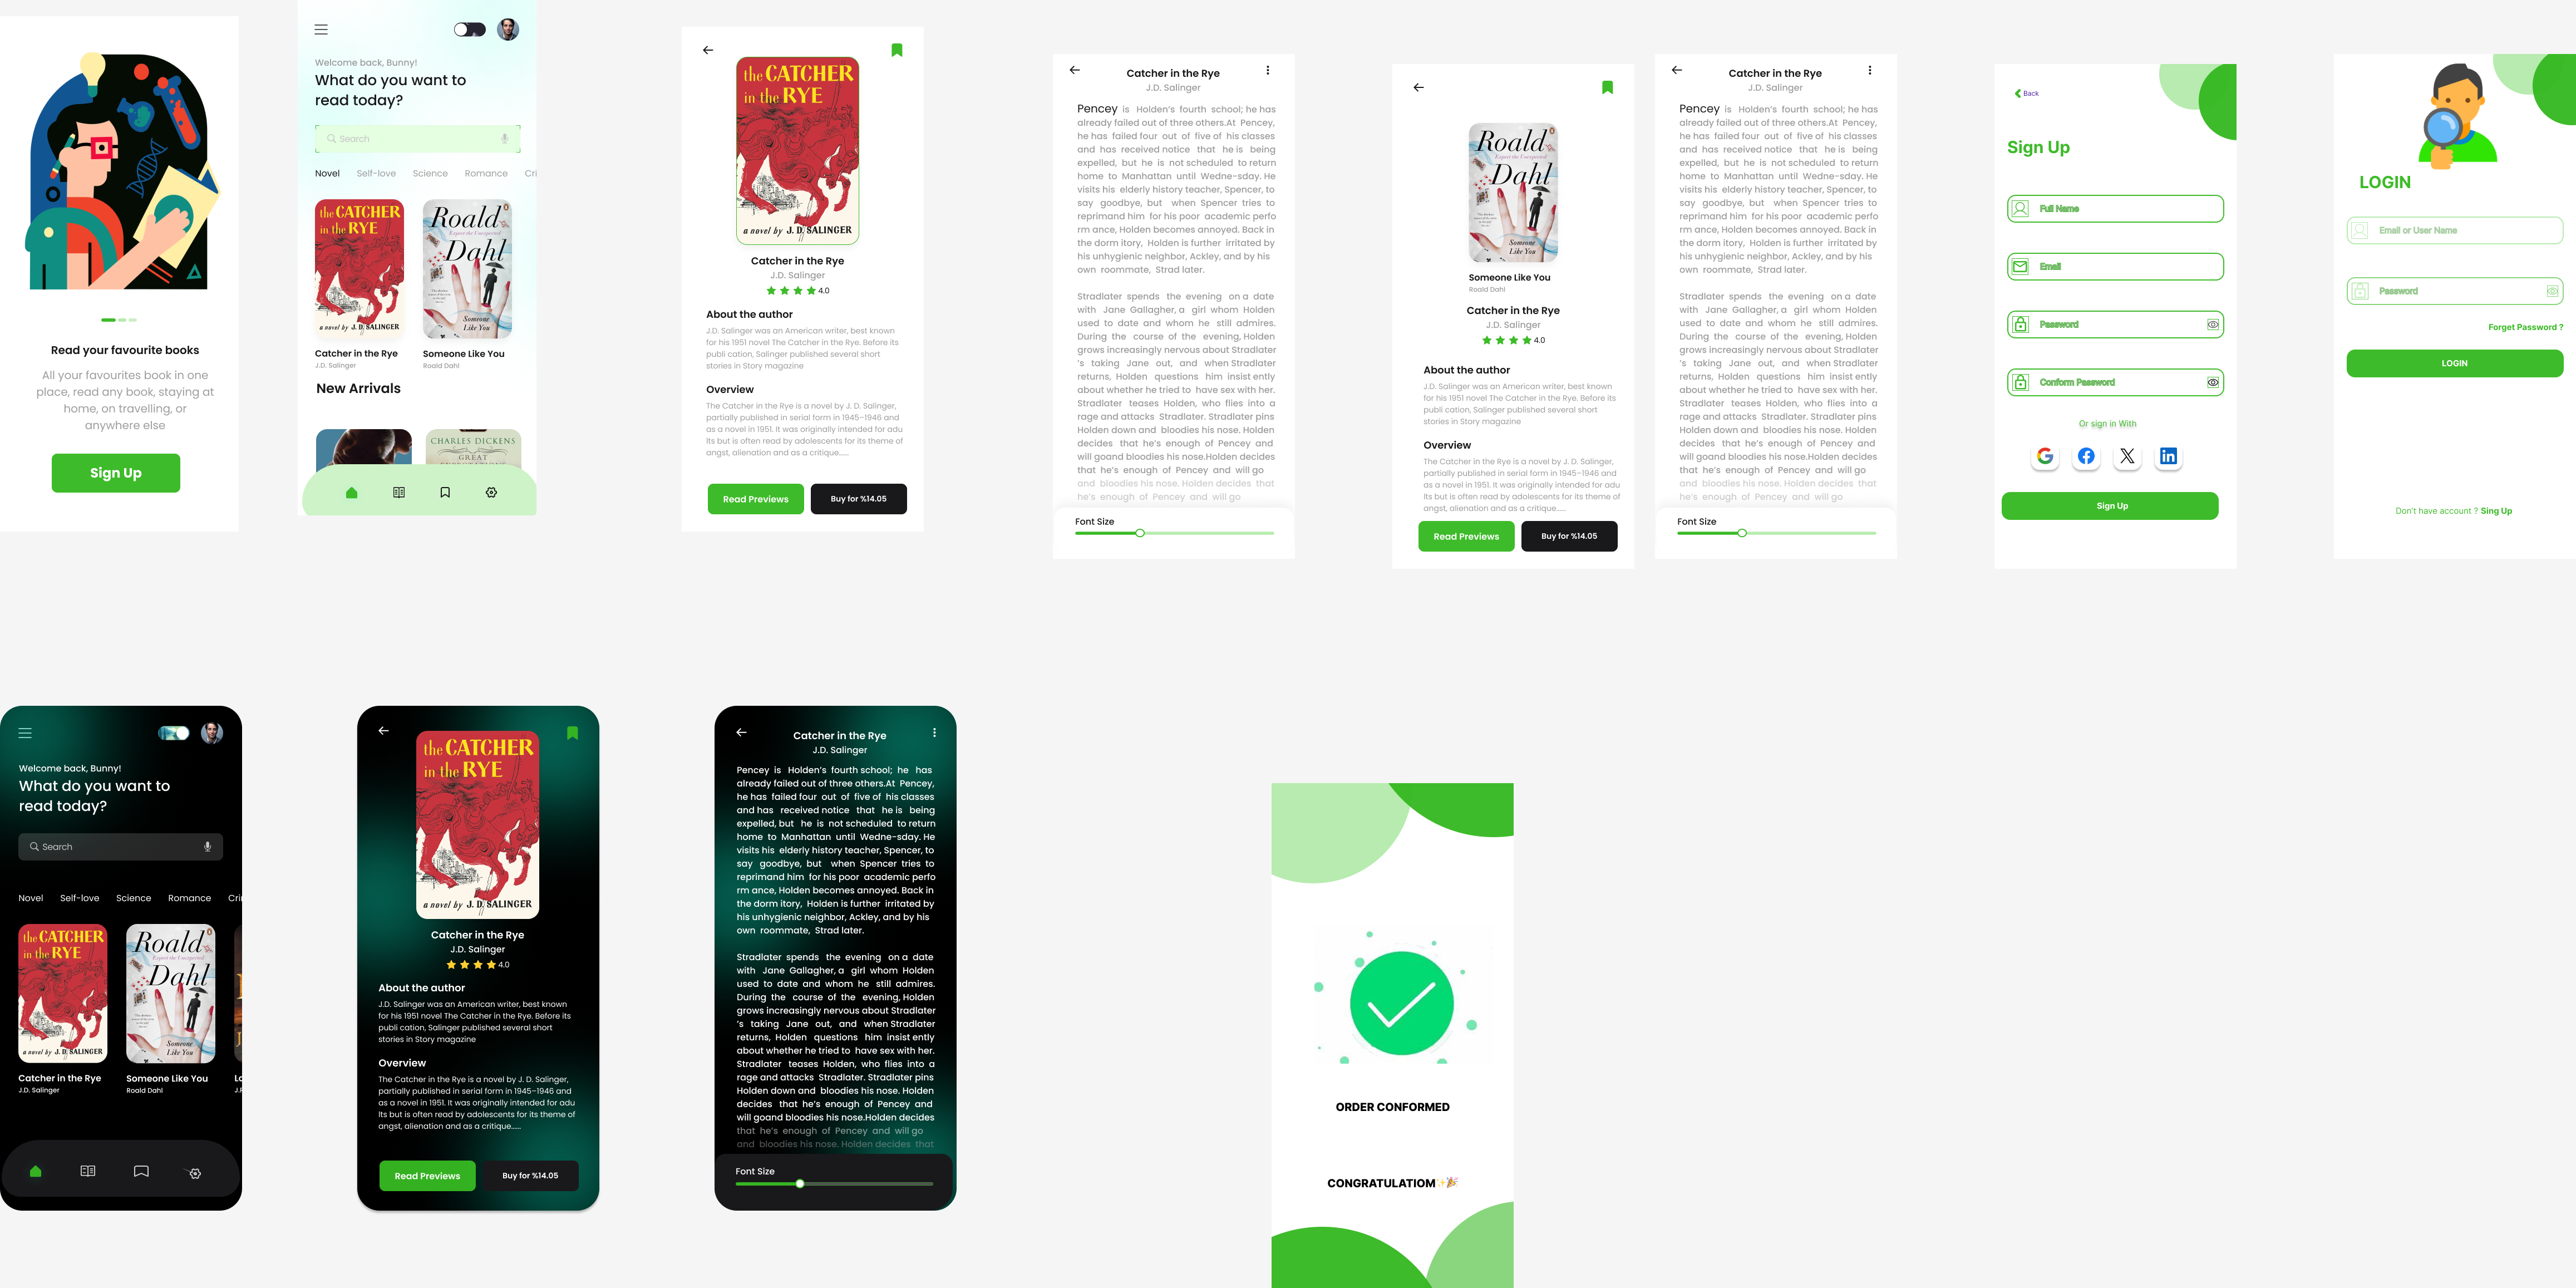 Read your favourite books
All your favourites book in one
place, read any book, staying at
home, on travelling, or
anywhere else
Sign Up
Welcome back, Bunny!
What do you want to
read today?
Search
Novel Self-love Science Romance Cri
the CATCHER
in the RYE
a novel by J. D. SALINGER
Roald
Expect the Unexpected
Dahl
Someone
Like You
Catcher in the Rye
J.D. Salinger
Someone Like You
Roald Dahl
New Arrivals
CHARLES DICKENS
GREAT
the CATCHER
in the RYE
a novel by J. D. SALINGER
Catcher in the Rye
J.D. Salinger
4.0
About the author
J.D. Salinger was an American writer, best known
for his 1951 novel The Catcher in the Rye. Before its
publi cation, Salinger published several short
stories in Story magazine
Overview
The Catcher in the Rye is a novel by J. D. Salinger,
partially published in serial form in 1945–1946 and
as a novel in 1951. It was originally intended for adu
lts but is often read by adolescents for its theme of
angst, alienation and as a critique......
Read Previews
Buy for %14.05
Catcher in the Rye
J.D. Salinger
Pencey is Holden's fourth school; he has
already failed out of three others.At Pencey,
he has failed four out of five of his classes
and has received notice that he is being
expelled, but he is not scheduled to return
home to Manhattan until Wedne-sday. He
visits his elderly history teacher, Spencer, to
say goodbye, but when Spencer tries to
reprimand him for his poor academic perfo
rm ance, Holden becomes annoyed. Back in
the dorm itory, Holden is further irritated by
his unhygienic neighbor, Ackley, and by his
own roommate, Strad later.
Stradlater spends the evening on a date
with Jane Gallagher, a girl whom Holden
used to date and whom he still admires.
During the course of the evening, Holden
grows increasingly nervous about Stradlater
's taking Jane out, and when Stradlater
returns, Holden questions him insist ently
about whether he tried to have sex with her.
Stradlater teases Holden, who flies into a
rage and attacks Stradlater. Stradlater pins
Holden down and bloodies his nose. Holden
decides that he's enough of Pencey and
will goand bloodies his nose.Holden decides
that he's enough of Pencey and will go
and bloodies his nose. Holden decides that
he's enough of Pencey and will go
Font Size
Roald
Expect the Unexpected
Dahl
Someone
Like You
Someone Like You
Roald Dahl
Catcher in the Rye
J.D. Salinger
4.0
About the author
J.D. Salinger was an American writer, best known
for his 1951 novel The Catcher in the Rye. Before its
publi cation, Salinger published several short
stories in Story magazine
Overview
The Catcher in the Rye is a novel by J. D. Salinger,
partially published in serial form in 1945–1946 and
as a novel in 1951. It was originally intended for adu
lts but is often read by adolescents for its theme of
angst, alienation and as a critique......
Read Previews
Buy for %14.05
Catcher in the Rye
J.D. Salinger
Pencey is Holden's fourth school; he has
already failed out of three others.At Pencey,
he has failed four out of five of his classes
and has received notice that he is being
expelled, but he is not scheduled to return
home to Manhattan until Wedne-sday. He
visits his elderly history teacher, Spencer, to
say goodbye, but when Spencer tries to
reprimand him for his poor academic perfo
rm ance, Holden becomes annoyed. Back in
the dorm itory, Holden is further irritated by
his unhygienic neighbor, Ackley, and by his
own roommate, Strad later.
Stradlater spends the evening on a date
with Jane Gallagher, a girl whom Holden
used to date and whom he still admires.
During the course of the evening, Holden
grows increasingly nervous about Stradlater
's taking Jane out, and when Stradlater
returns, Holden questions him insist ently
about whether he tried to have sex with her.
Stradlater teases Holden, who flies into a
rage and attacks Stradlater. Stradlater pins
Holden down and bloodies his nose. Holden
decides that he's enough of Pencey and
will goand bloodies his nose.Holden decides
that he's enough of Pencey and will go
and bloodies his nose. Holden decides that
he's enough of Pencey and will go
Font Size
Back
Sign Up
Full Name
Email
Password
Conform Password
Or sign in With
Sign Up
LOGIN
Email or User Name
Password
Forget Password ?
LOGIN
Don't have account ? Sing Up
Welcome back, Bunny!
What do you want to
read today?
Search
Novel Self-love Science Romance Cri
the CATCHER
in the RYE
a novel by J. D. SALINGER
Roald
Expect the Unexpected
Dahl
Someone
Like You
Catcher in the Rye
J.D. Salinger
Someone Like You
Roald Dahl
the CATCHER
in the RYE
a novel by J. D. SALINGER
Catcher in the Rye
J.D. Salinger
4.0
About the author
J.D. Salinger was an American writer, best known
for his 1951 novel The Catcher in the Rye. Before its
publi cation, Salinger published several short
stories in Story magazine
Overview
The Catcher in the Rye is a novel by J. D. Salinger,
partially published in serial form in 1945–1946 and
as a novel in 1951. It was originally intended for adu
lts but is often read by adolescents for its theme of
angst, alienation and as a critique......
Read Previews
Buy for %14.05
Catcher in the Rye
J.D. Salinger
Pencey is Holden's fourth school; he has
already failed out of three others.At Pencey,
he has failed four out of five of his classes
and has received notice that he is being
expelled, but he is not scheduled to return
home to Manhattan until Wedne-sday. He
visits his elderly history teacher, Spencer, to
say goodbye, but when Spencer tries to
reprimand him for his poor academic perfo
rm ance, Holden becomes annoyed. Back in
the dorm itory, Holden is further irritated by
his unhygienic neighbor, Ackley, and by his
own roommate, Strad later.
Stradlater spends the evening on a date
with Jane Gallagher, a girl whom Holden
used to date and whom he still admires.
During the course of the evening, Holden
grows increasingly nervous about Stradlater
's taking Jane out, and when Stradlater
returns, Holden questions him insist ently
about whether he tried to have sex with her.
Stradlater teases Holden, who flies into a
rage and attacks Stradlater. Stradlater pins
Holden down and bloodies his nose. Holden
decides that he's enough of Pencey and
will goand bloodies his nose.Holden decides
that he's enough of Pencey and will go
and bloodies his nose. Holden decides that
Font Size
ORDER CONFORMED
CONGRATULATIOM✨🎉